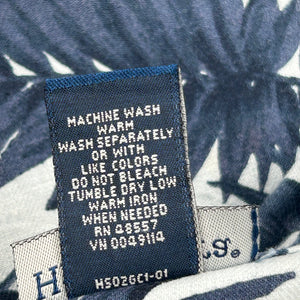 MACHINE WASH
WARM
WASH SEPARATELY
OR WITH
LIKE COLORS
DO NOT BLEACH
TUMBLE DRY LOW
WARM IRON
WHEN NEEDED
RN 48557
VN 0049114
HS02GC1-01
H
s.